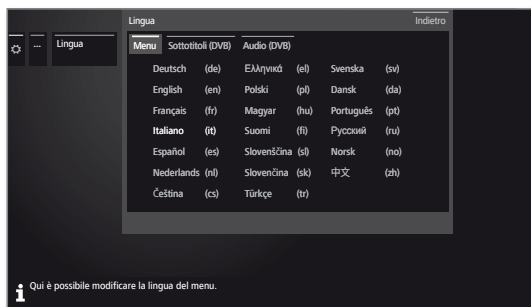 Lingua Indietro
... Lingua
Menu Sottotitoli (DVB) Audio (DVB)
Deutsch (de) Ελληνικά (el) Svenska (sv)
English (en) Polski (pl) Dansk (da)
Français (fr) Magyar (hu) Português (pt)
Italiano (it) Suomi (fi) Русский (ru)
Español (es) Slovenščina (sl) Norsk (no)
Nederlands (nl) Slovenčina (sk) 中文 (zh)
Čeština (cs) Türkçe (tr)
Qui è possibile modificare la lingua del menu.